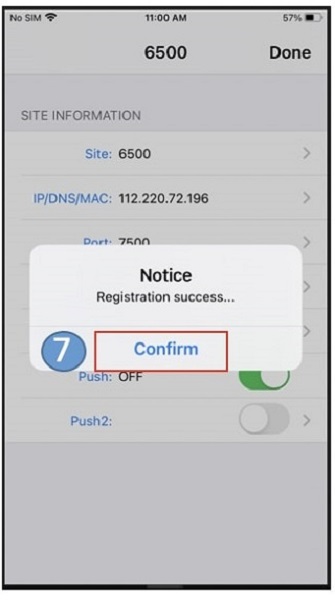 No SIM 11:00 AM 57%
6500 Done
SITE INFORMATION
Site: 6500
IP/DNS/MAC: 112.220.72.196
Port: 7500
Notice
Registration success...
7 Confirm
Push: OFF
Push2: